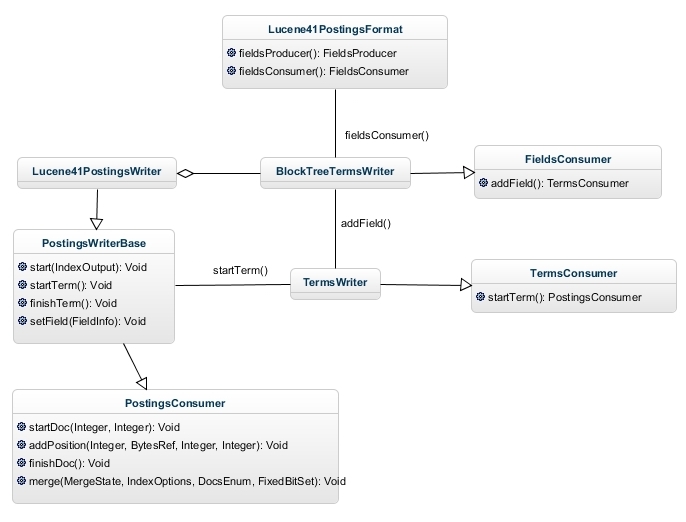 Lucene41PostingsFormat
fieldsProducer(): FieldsProducer
fieldsConsumer(): FieldsConsumer
fieldsConsumer()
Lucene41PostingsWriter
BlockTreeTermsWriter
FieldsConsumer
addField(): TermsConsumer
addField()
PostingsWriterBase
start(IndexOutput): Void
startTerm(): Void
finishTerm(): Void
setField(FieldInfo): Void
startTerm()
TermsWriter
TermsConsumer
startTerm(): PostingsConsumer
PostingsConsumer
startDoc(Integer, Integer): Void
addPosition(Integer, BytesRef, Integer, Integer): Void
finishDoc(): Void
merge(MergeState, IndexOptions, DocsEnum, FixedBitSet): Void